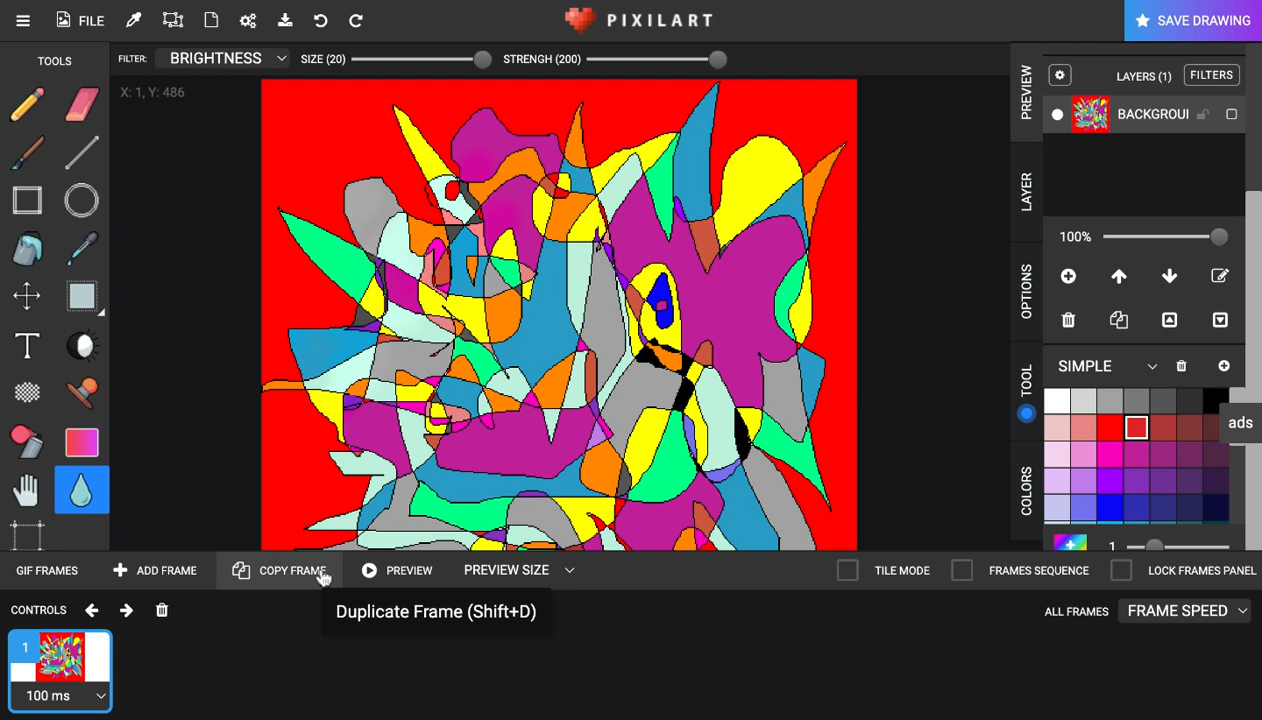 FILE
PIXILART
SAVE DRAWING
TOOLS
FILTER: BRIGHTNESS SIZE (20) STRENGH (200)
X: 1, Y: 486
PREVIEW
LAYER
OPTIONS
TOOL
COLORS
LAYERS (1) FILTERS
BACKGROUI
100%
SIMPLE
ads
1
GIF FRAMES ADD FRAME COPY FRAME PREVIEW PREVIEW SIZE TILE MODE FRAMES SEQUENCE LOCK FRAMES PANEL
Duplicate Frame (Shift+D)
CONTROLS ALL FRAMES FRAME SPEED
1
100 ms